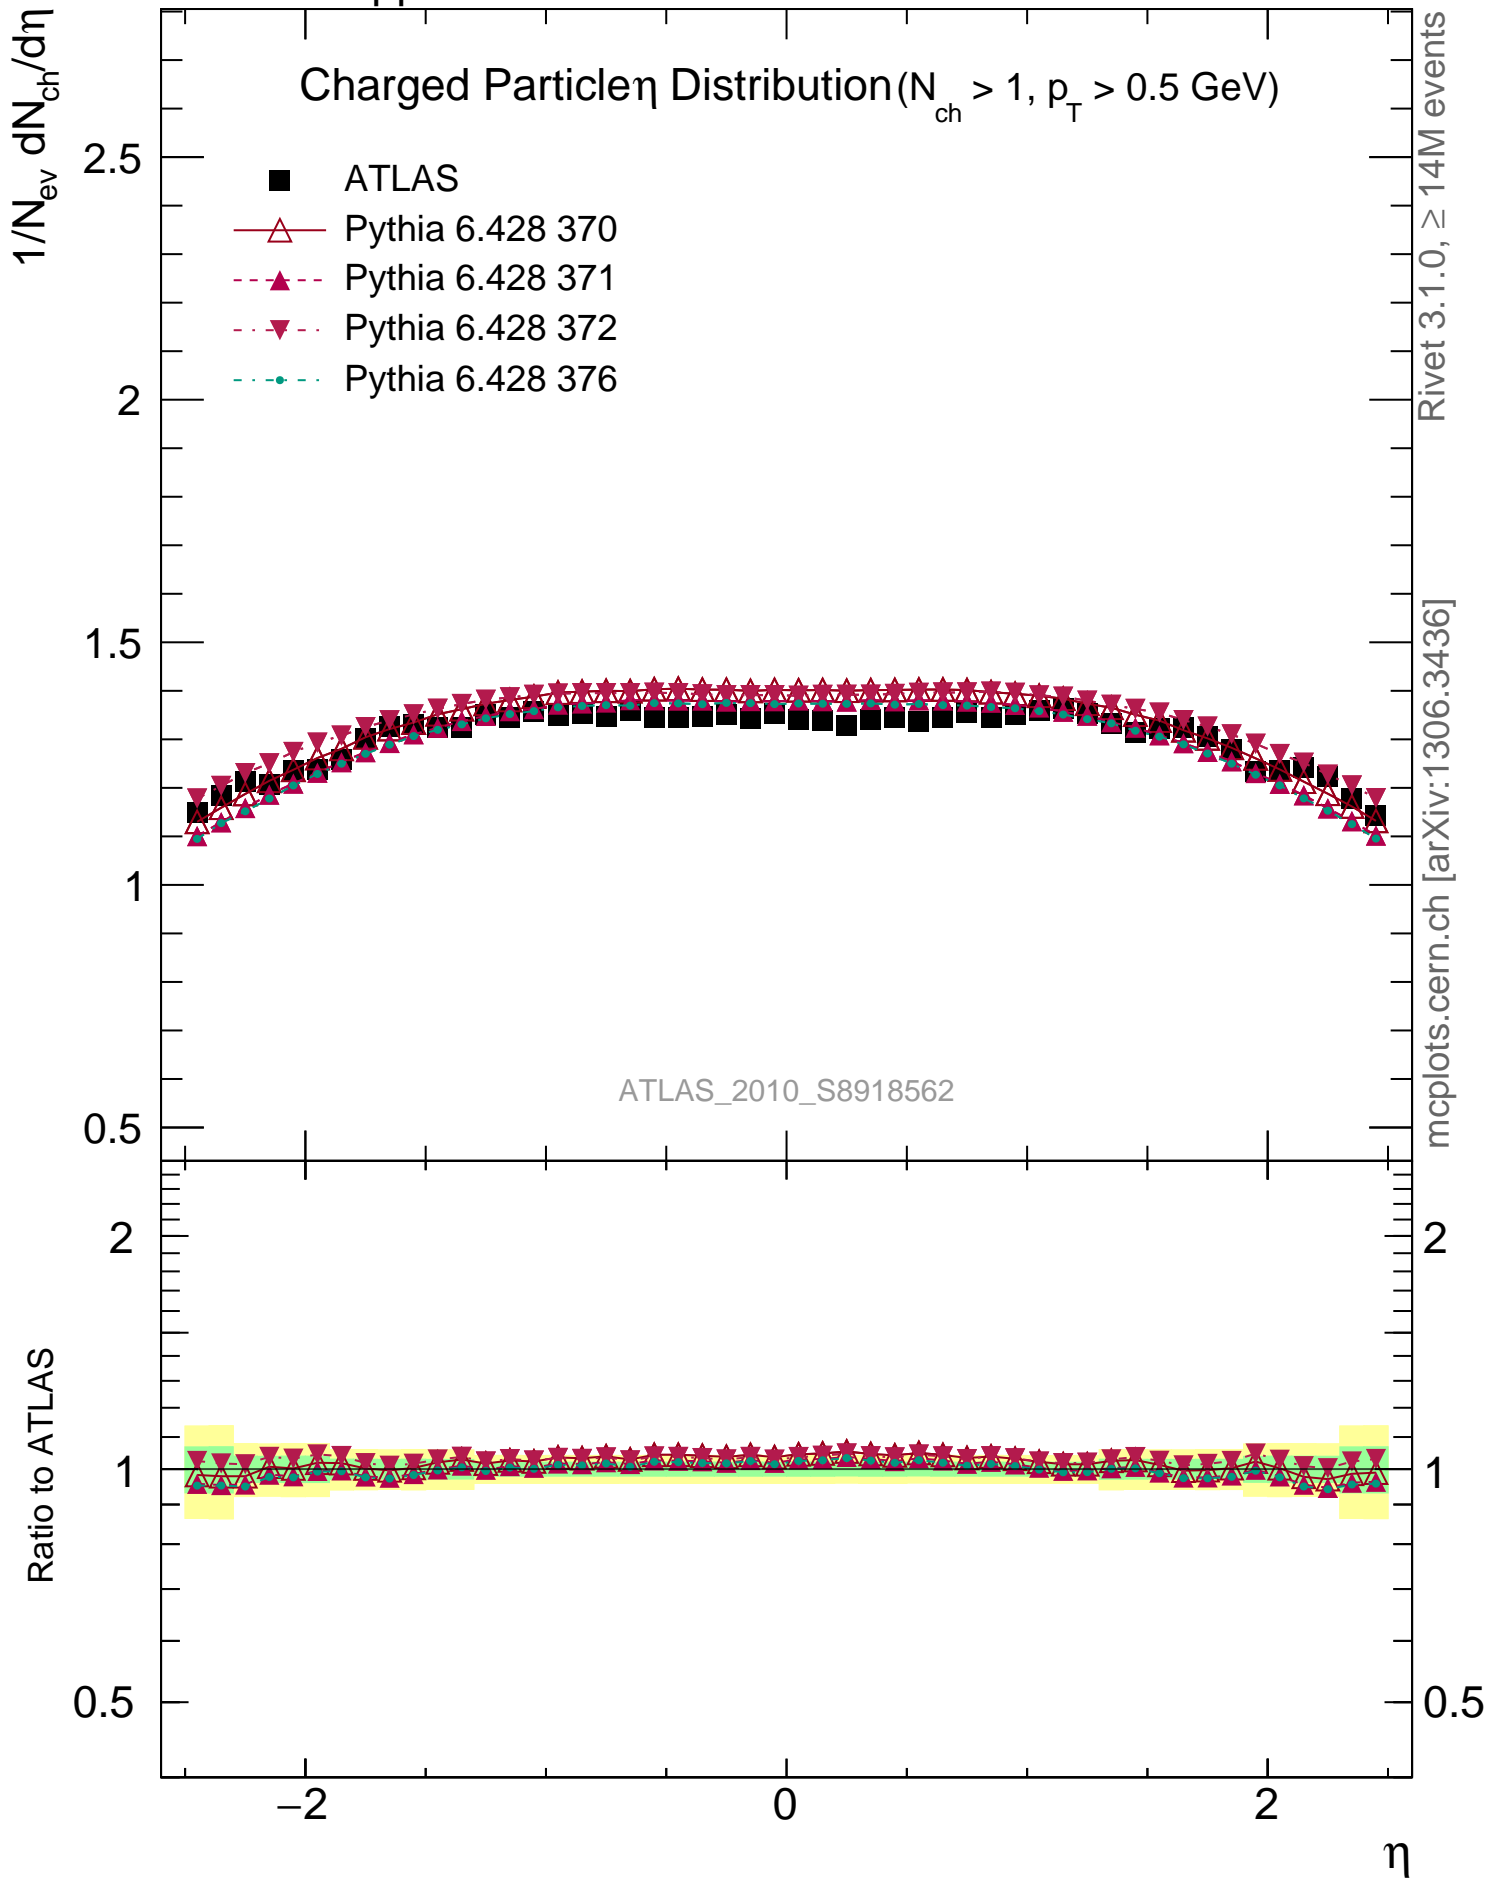 pp
1/N_ev dN_ch/dη
Charged Particle η Distribution (N_ch > 1, p_T > 0.5 GeV)
ATLAS
Pythia 6.428 370
Pythia 6.428 371
Pythia 6.428 372
Pythia 6.428 376
2.5
2
1.5
1
0.5
ATLAS_2010_S8918562
Rivet 3.1.0, ≥ 14M events
mcplots.cern.ch [arXiv:1306.3436]
Ratio to ATLAS
2
1
0.5
2
1
0.5
−2
0
2
η